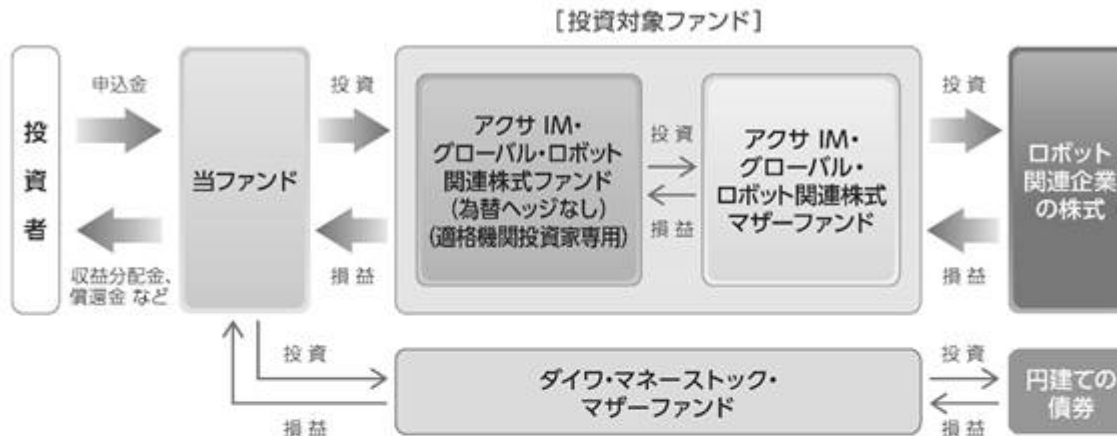 [投資対象ファンド]
投資者
申込金
収益分配金、
償還金 など
当ファンド
投資
損益
アクサ IM・
グローバル・ロボット
関連株式ファンド
(為替ヘッジなし)
(適格機関投資家専用)
投資
損益
アクサ IM・
グローバル・
ロボット関連株式
マザーファンド
投資
損益
ロボット
関連企業
の株式
投資
損益
ダイワ・マネーストック・
マザーファンド
投資
損益
円建ての
債券